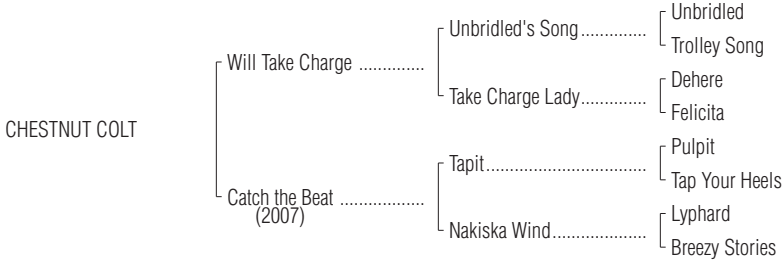 Unbridled
Unbridled's Song..............
Trolley Song
Will Take Charge ..............
Dehere
Take Charge Lady..............
Felicita
CHESTNUT COLT
Pulpit
Tapit..................................
Tap Your Heels
Catch the Beat ..................
(2007)
Lyphard
Nakiska Wind....................
Breezy Stories